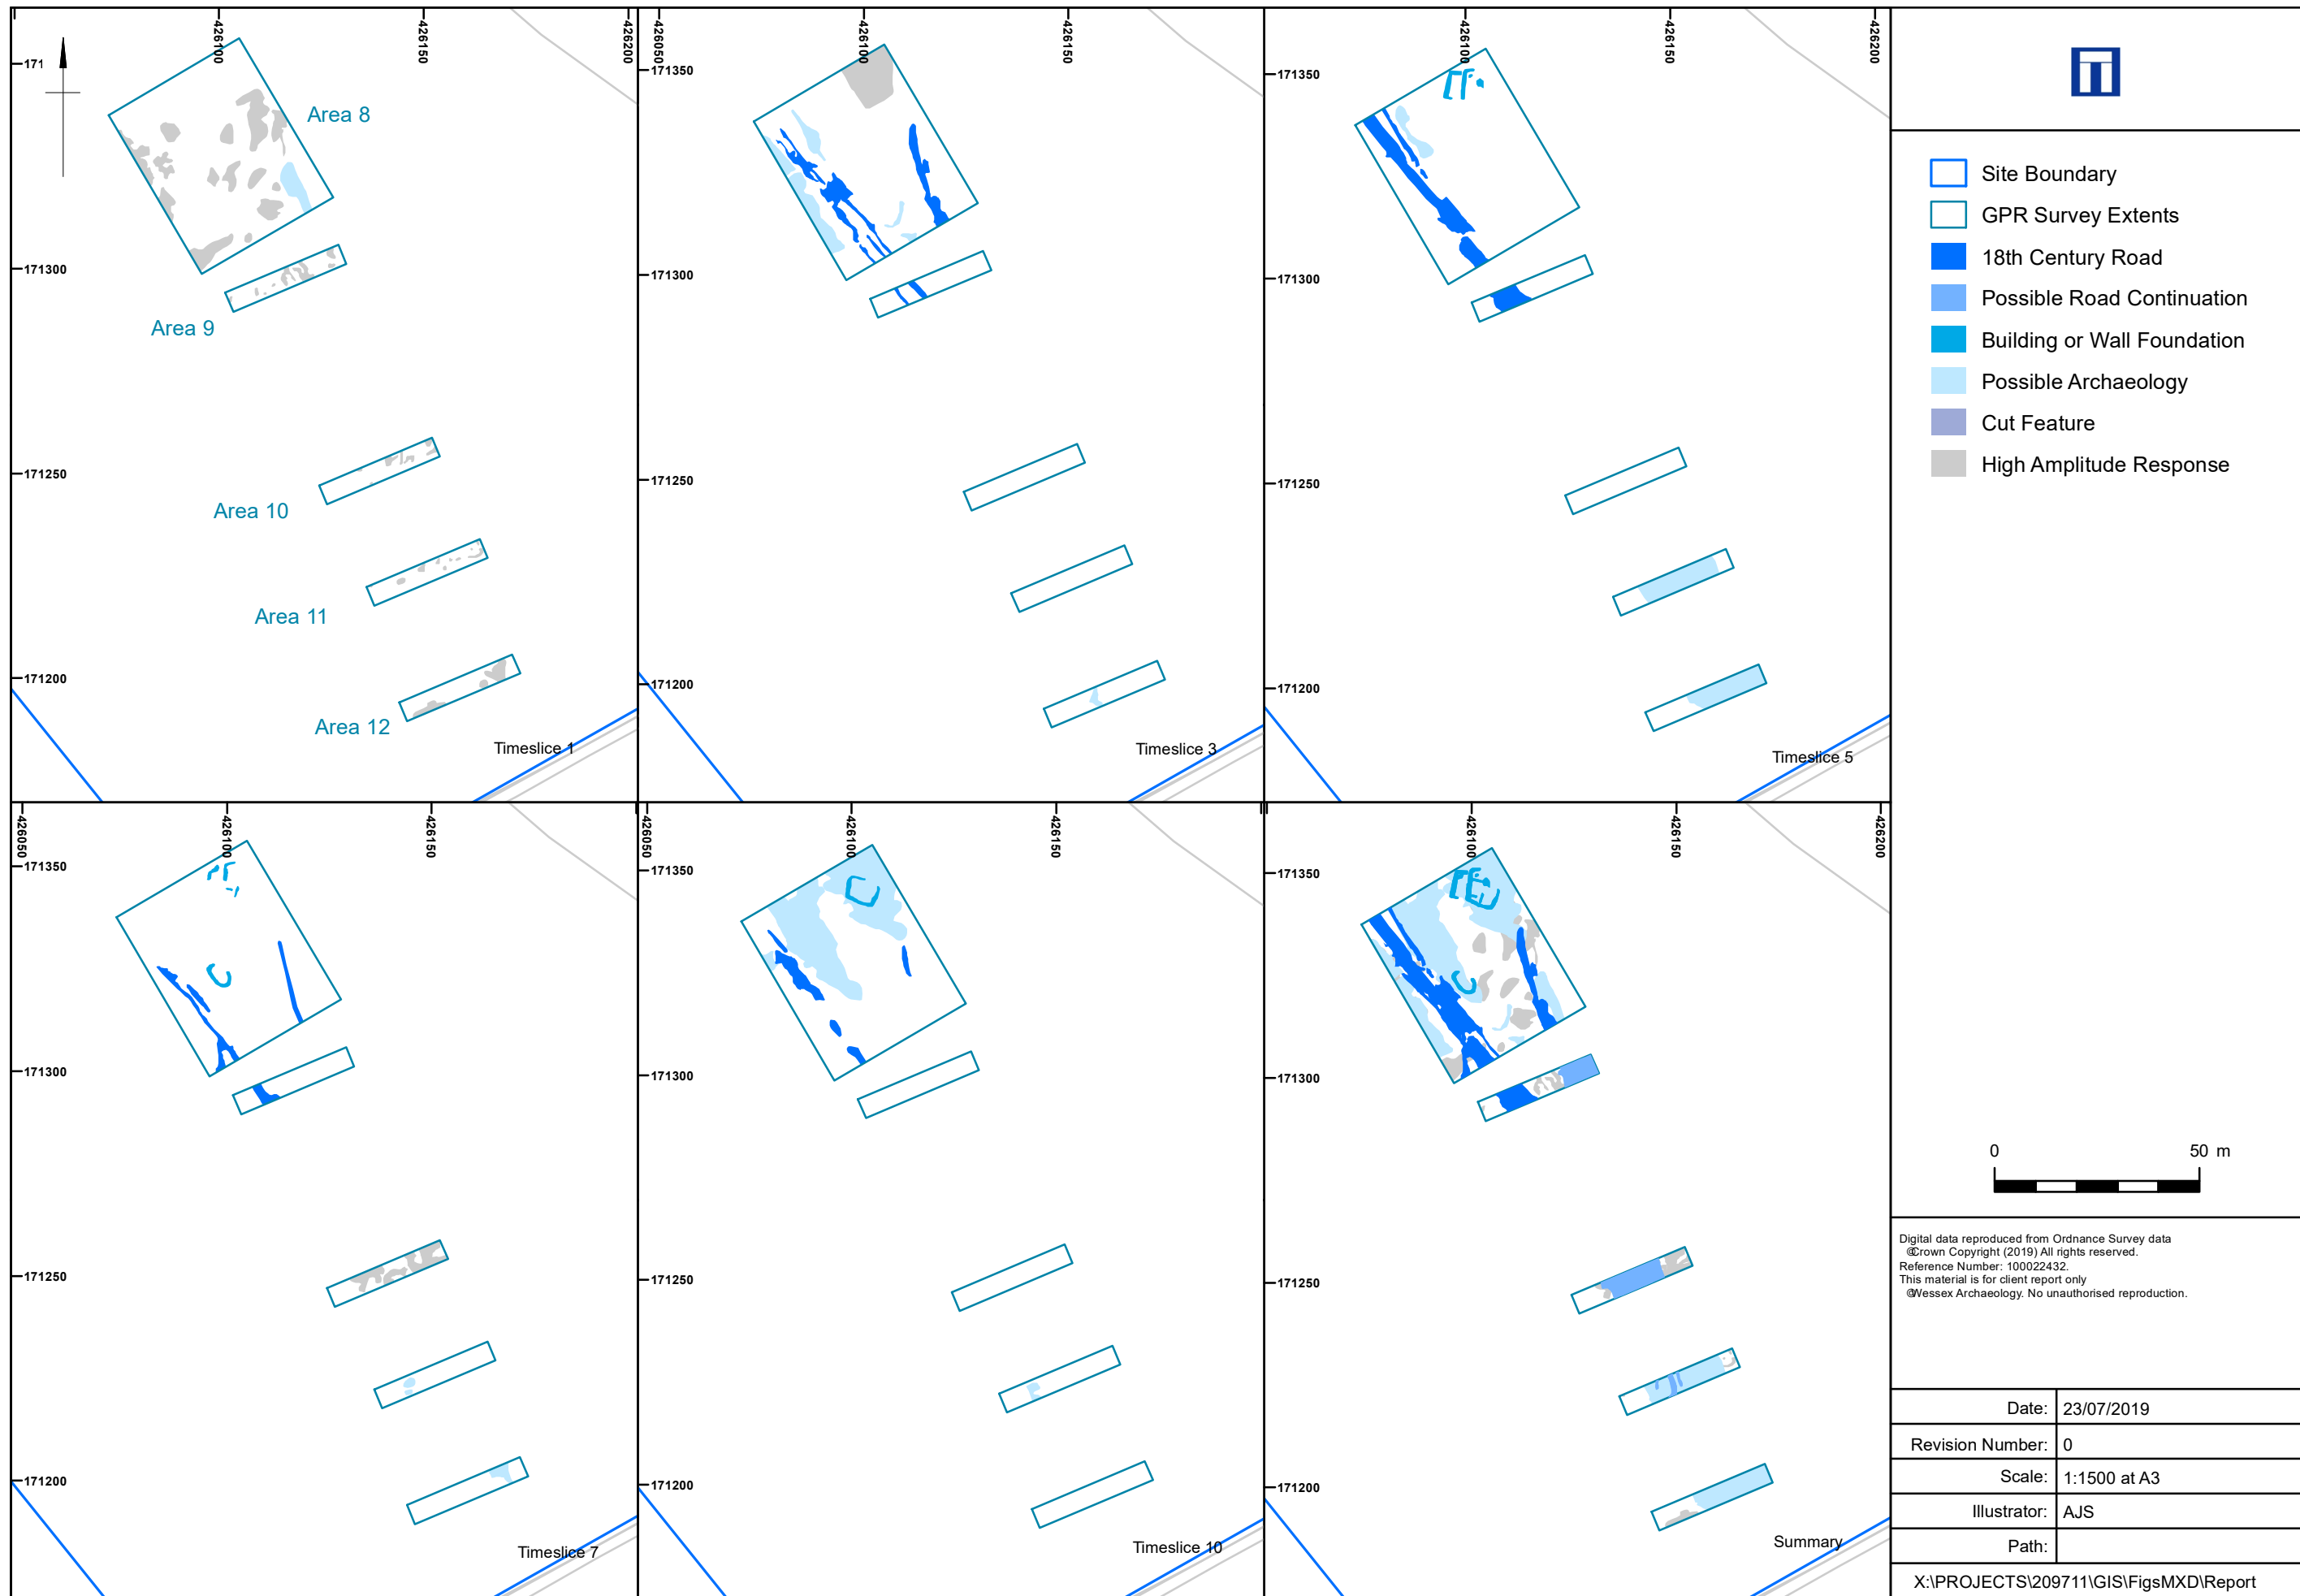 426100
426150
426200
171
171300
171250
171200
Area 8
Area 9
Area 10
Area 11
Area 12
Timeslice 1
426050
426100
426150
171350
171300
171250
171200
Timeslice 3
426100
426150
426200
171350
171300
171250
171200
Timeslice 5
426050
426100
426150
171350
171300
171250
171200
Timeslice 7
426050
426100
426150
171350
171300
171250
171200
Timeslice 10
426100
426150
426200
171350
171300
171250
171200
Summary
Site Boundary
GPR Survey Extents
18th Century Road
Possible Road Continuation
Building or Wall Foundation
Possible Archaeology
Cut Feature
High Amplitude Response
0 50 m
Digital data reproduced from Ordnance Survey data
©Crown Copyright (2019) All rights reserved.
Reference Number: 100022432.
This material is for client report only
©Wessex Archaeology. No unauthorised reproduction.
Date: 23/07/2019
Revision Number: 0
Scale: 1:1500 at A3
Illustrator: AJS
Path:
X:\PROJECTS\209711\GIS\FigsMXD\Report